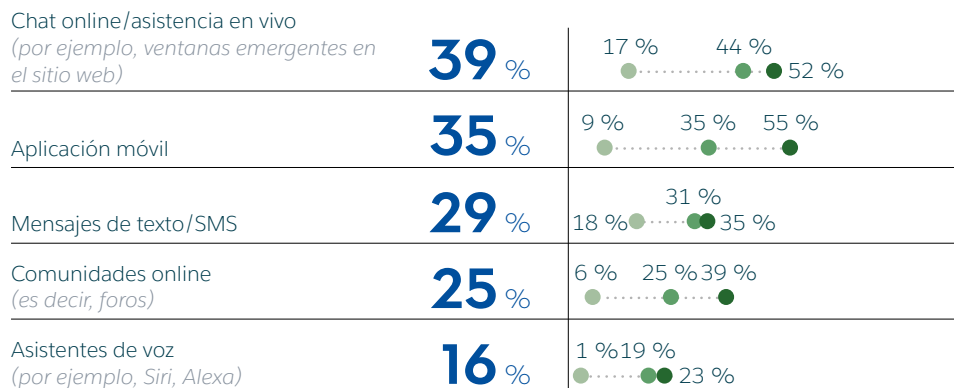 Chat online/asistencia en vivo
(por ejemplo, ventanas emergentes en
el sitio web)
39 %
17 % 44 %
52 %
Aplicación móvil
35 %
9 % 35 % 55 %
Mensajes de texto/SMS
29 %
31 %
18 % 35 %
Comunidades online
(es decir, foros)
25 %
6 % 25 % 39 %
Asistentes de voz
(por ejemplo, Siri, Alexa)
16 %
1 % 19 %
23 %